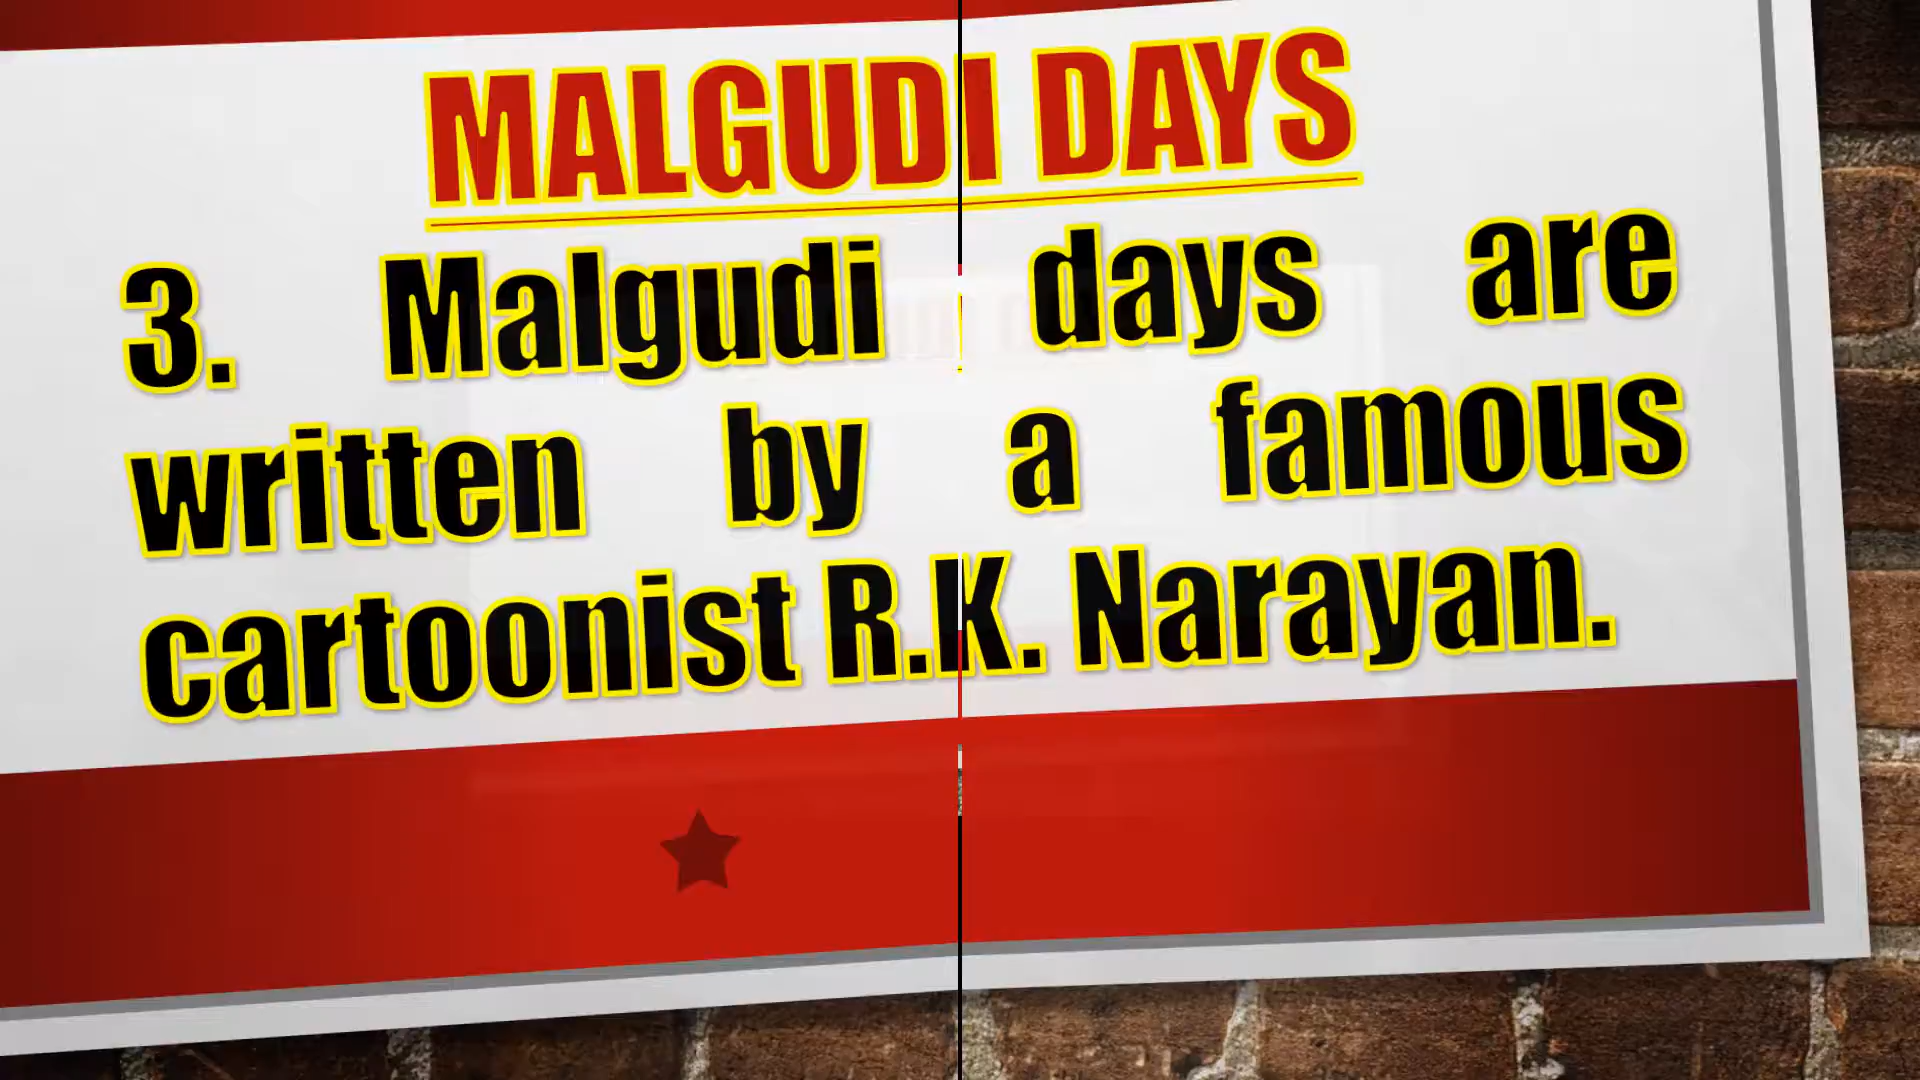 MALGUDI DAYS
3. Malgudi days are
written by a famous
cartoonist R.K. Narayan.